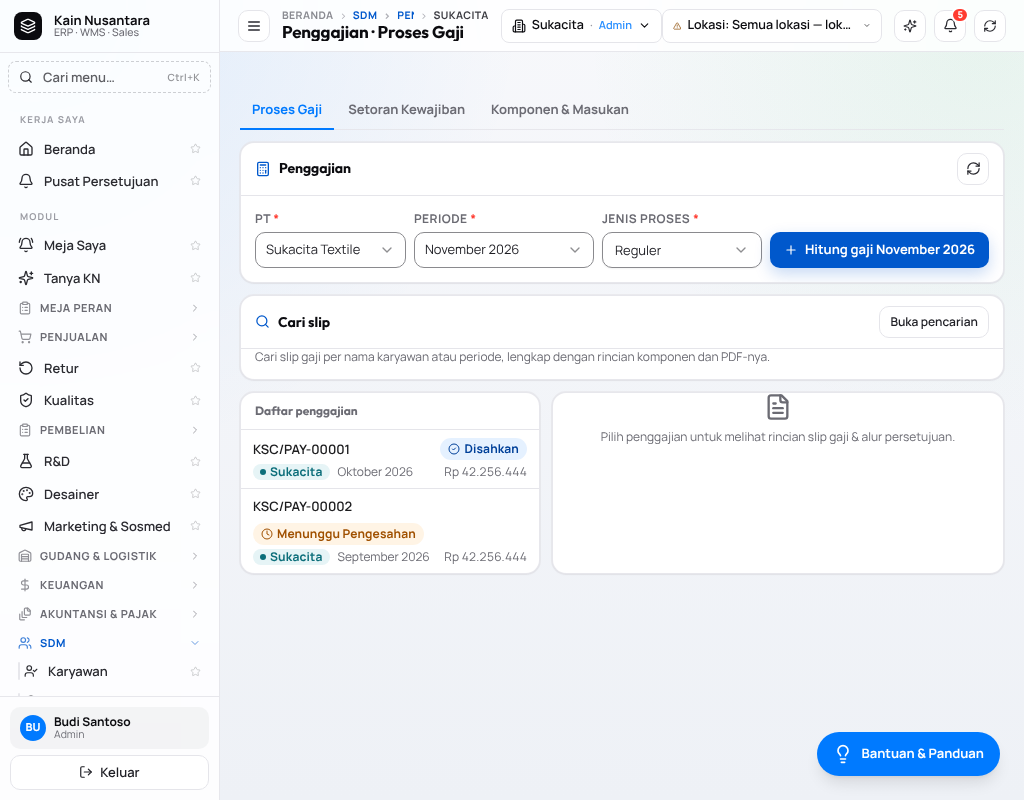 Kain Nusantara
ERP · WMS · Sales
Cari menu...
Ctrl+K
KERJA SAYA
Beranda
Pusat Persetujuan
MODUL
Meja Saya
Tanya KN
MEJA PERAN
PENJUALAN
Retur
Kualitas
PEMBELIAN
R&D
Desainer
Marketing & Sosmed
GUDANG & LOGISTIK
KEUANGAN
AKUNTANSI & PAJAK
SDM
Karyawan
BU
Budi Santoso
Admin
Keluar
BERANDA > SDM > PEN > SUKACITA
Penggajian · Proses Gaji
Sukacita · Admin
Lokasi: Semua lokasi — lok...
5
Proses Gaji
Setoran Kewajiban
Komponen & Masukan
Penggajian
PT *
PERIODE *
JENIS PROSES *
Sukacita Textile
November 2026
Reguler
+ Hitung gaji November 2026
Cari slip
Buka pencarian
Cari slip gaji per nama karyawan atau periode, lengkap dengan rincian komponen dan PDF-nya.
Daftar penggajian
KSC/PAY-00001
Disahkan
Sukacita
Oktober 2026
Rp 42.256.444
KSC/PAY-00002
Menunggu Pengesahan
Sukacita
September 2026
Rp 42.256.444
Pilih penggajian untuk melihat rincian slip gaji & alur persetujuan.
Bantuan & Panduan